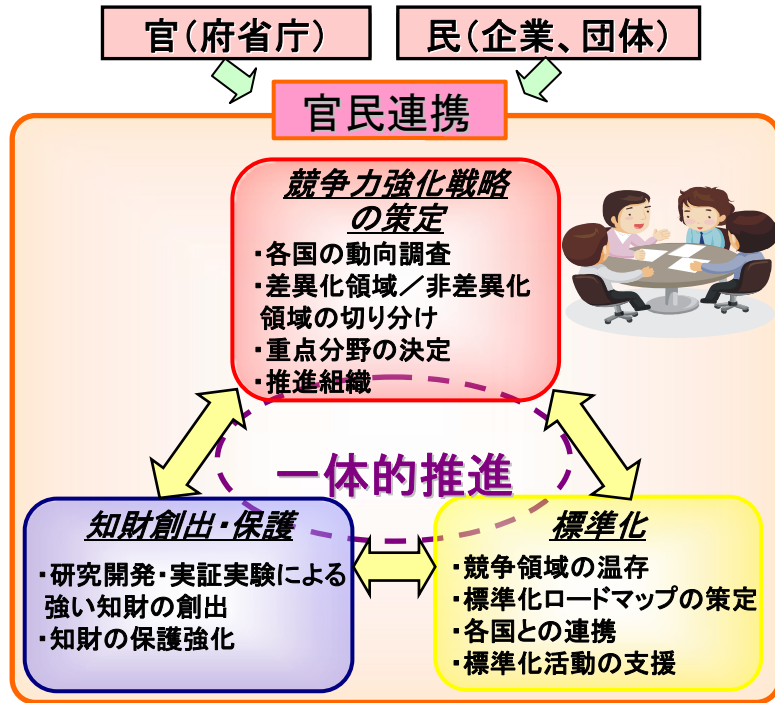 官(府省庁)
民(企業、団体)
官民連携
競争力強化戦略
の策定
・各国の動向調査
・差異化領域/非差異化
領域の切り分け
・重点分野の決定
・推進組織
一体的推進
知財創出・保護
・研究開発・実証実験による
強い知財の創出
・知財の保護強化
標準化
・競争領域の温存
・標準化ロードマップの策定
・各国との連携
・標準化活動の支援